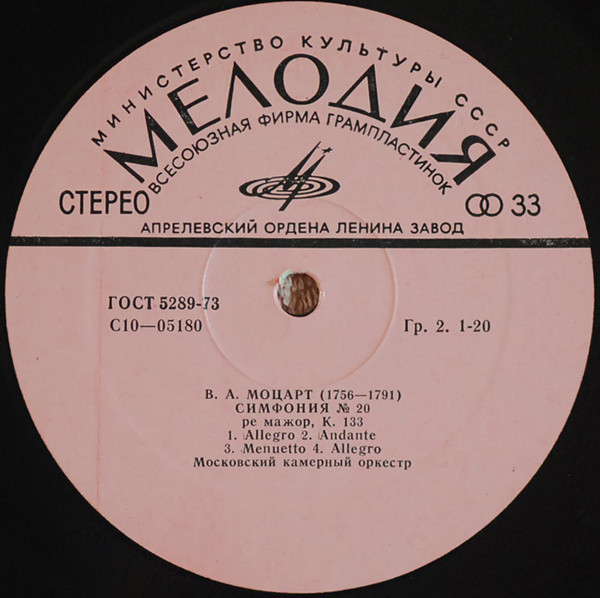 МИНИСТЕРСТВО КУЛЬТУРЫ СССР
МЕЛОДИЯ
ВСЕСОЮЗНАЯ ФИРМА ГРАМПЛАСТИНОК
СТЕРЕО 33
АПРЕЛЕВСКИЙ ОРДЕНА ЛЕНИНА ЗАВОД
ГОСТ 5289-73
С10—05180 Гр. 2. 1-20
В. А. МОЦАРТ (1756—1791)
СИМФОНИЯ № 20
ре мажор, К. 133
1. Allegro 2. Andante
3. Menuetto 4. Allegro
Московский камерный оркестр